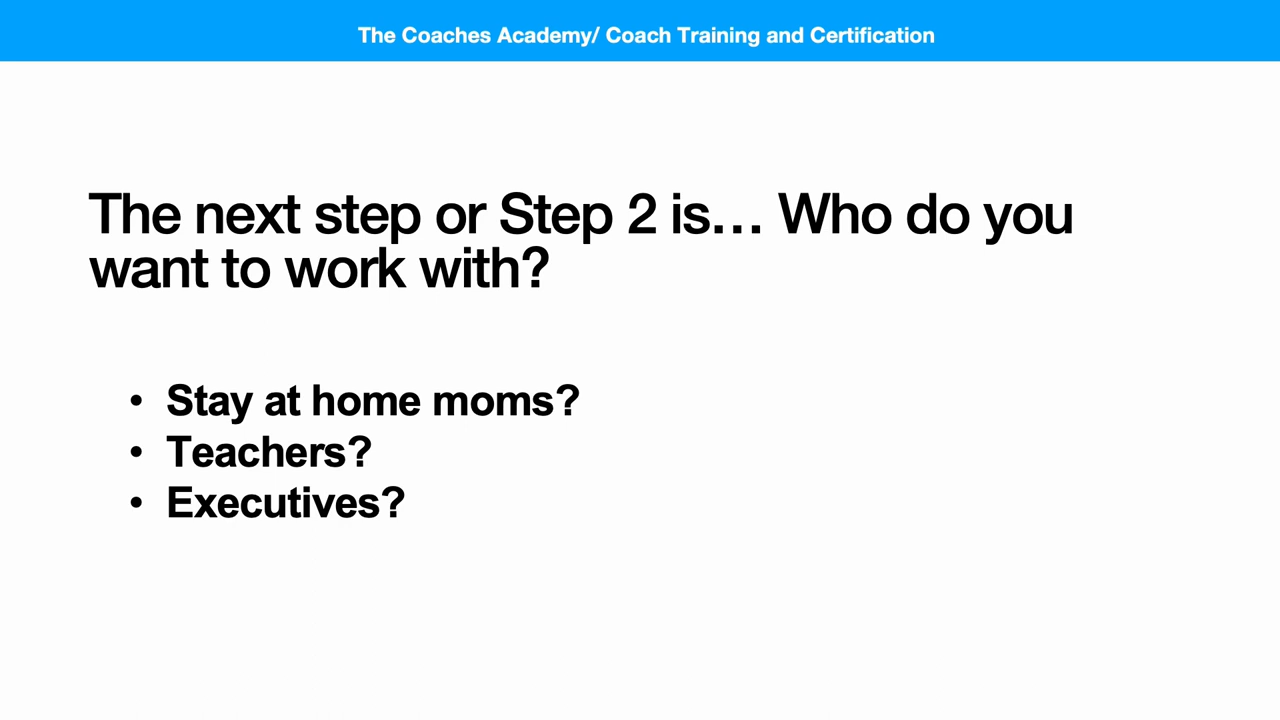 The Coaches Academy/ Coach Training and Certification
The next step or Step 2 is… Who do you
want to work with?
• Stay at home moms?
• Teachers?
• Executives?